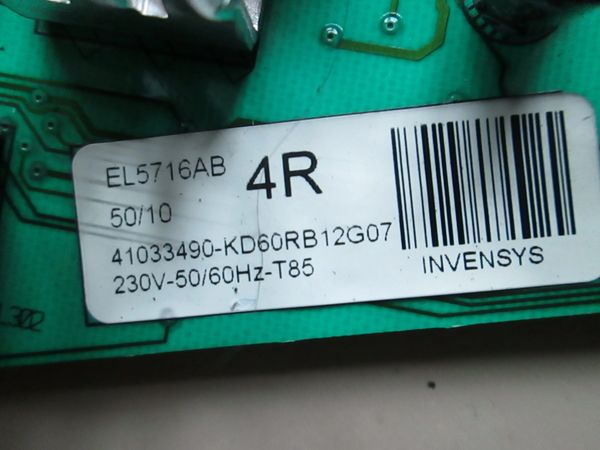 EL5716AB 4R
50/10
41033490-KD60RB12G07
230V-50/60Hz-T85
INVENSYS